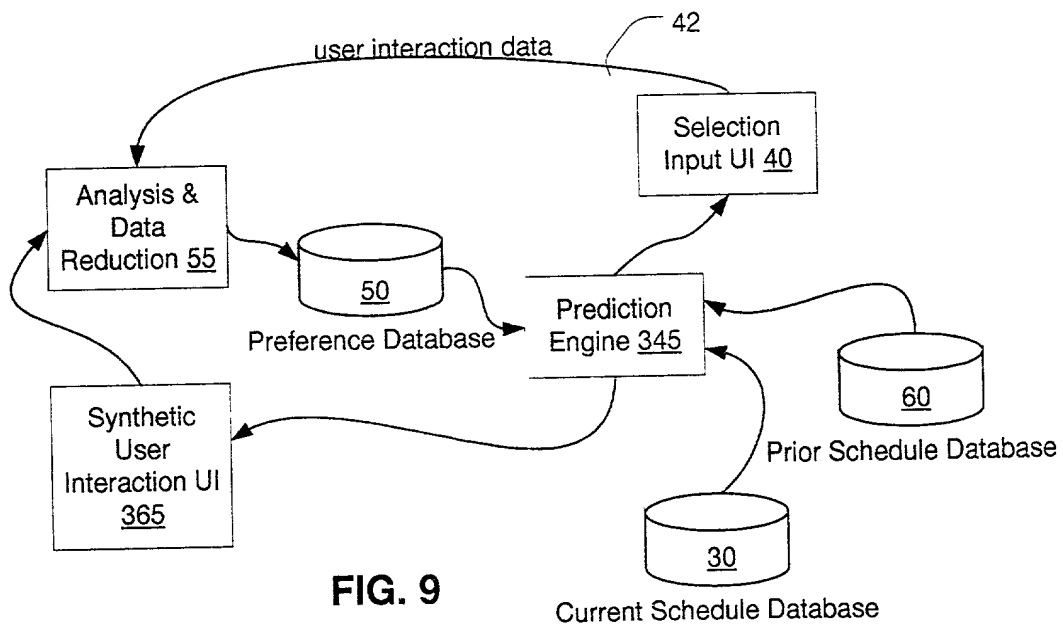 42
user interaction data
Selection
Input UI 40
Analysis &
Data
Reduction 55
50
Preference Database
Prediction
Engine 345
60
Prior Schedule Database
Synthetic
User
Interaction UI
365
30
Current Schedule Database
FIG. 9